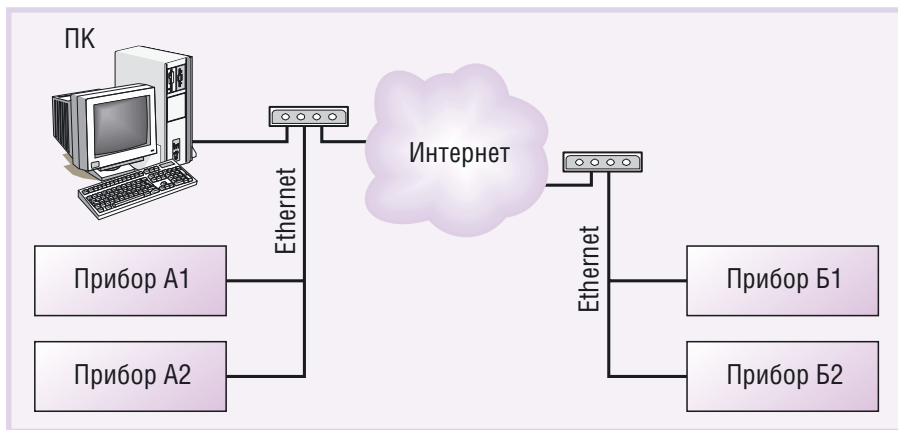 ПК
Интернет
Ethernet
Ethernet
Прибор А1
Прибор Б1
Прибор А2
Прибор Б2